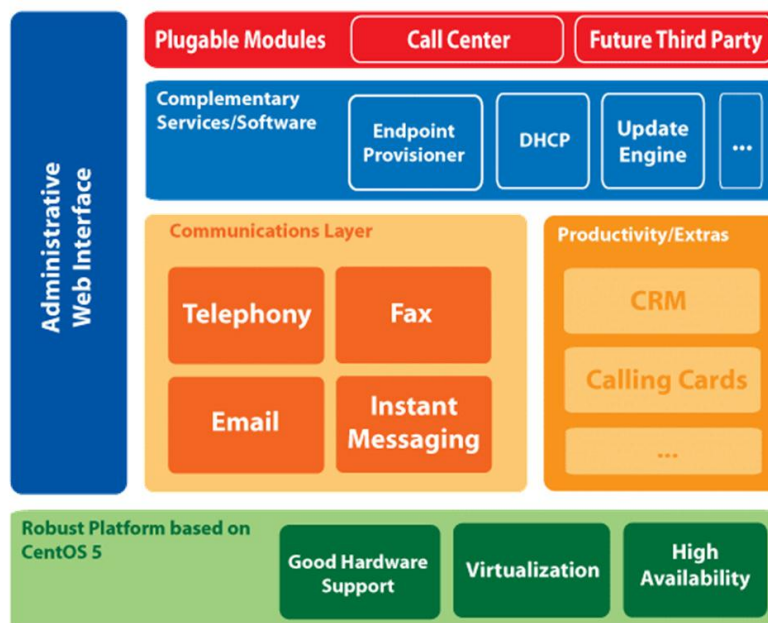 Administrative
Web Interface
Plugable Modules
Call Center
Future Third Party
Complementary
Services/Software
Endpoint
Provisioner
DHCP
Update
Engine
...
Communications Layer
Telephony
Fax
Email
Instant
Messaging
Productivity/Extras
CRM
Calling Cards
...
Robust Platform based on
CentOS 5
Good Hardware
Support
Virtualization
High
Availability